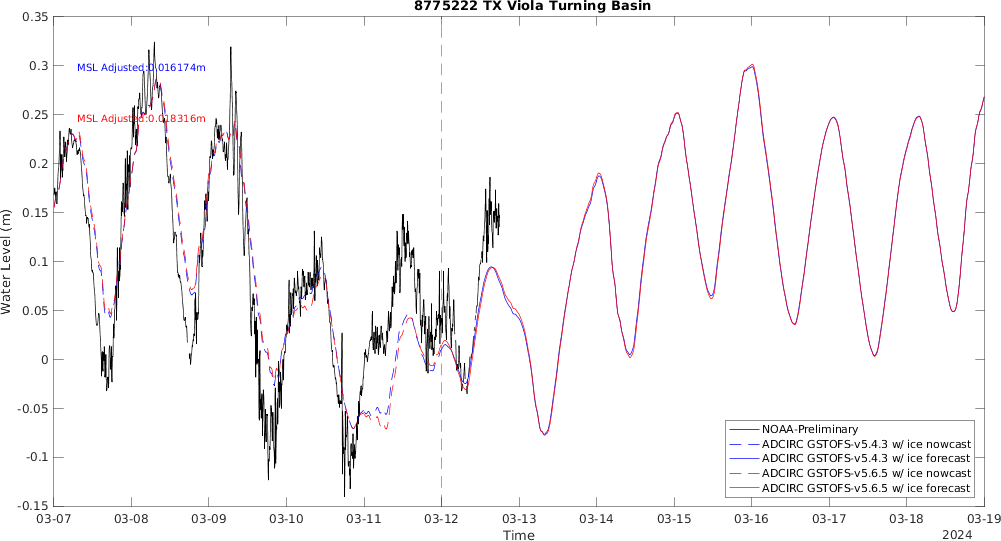 8775222 TX Viola Turning Basin
0.35
0.3
0.25
0.2
0.15
0.1
0.05
0
-0.05
-0.1
-0.15
Water Level (m)
MSL Adjusted:0.016174m
MSL Adjusted:0.018316m
NOAA-Preliminary
ADCIRC GSTOFS-v5.4.3 w/ ice nowcast
ADCIRC GSTOFS-v5.4.3 w/ ice forecast
ADCIRC GSTOFS-v5.6.5 w/ ice nowcast
ADCIRC GSTOFS-v5.6.5 w/ ice forecast
03-07 03-08 03-09 03-10 03-11 03-12 03-13 03-14 03-15 03-16 03-17 03-18 03-19
Time
2024